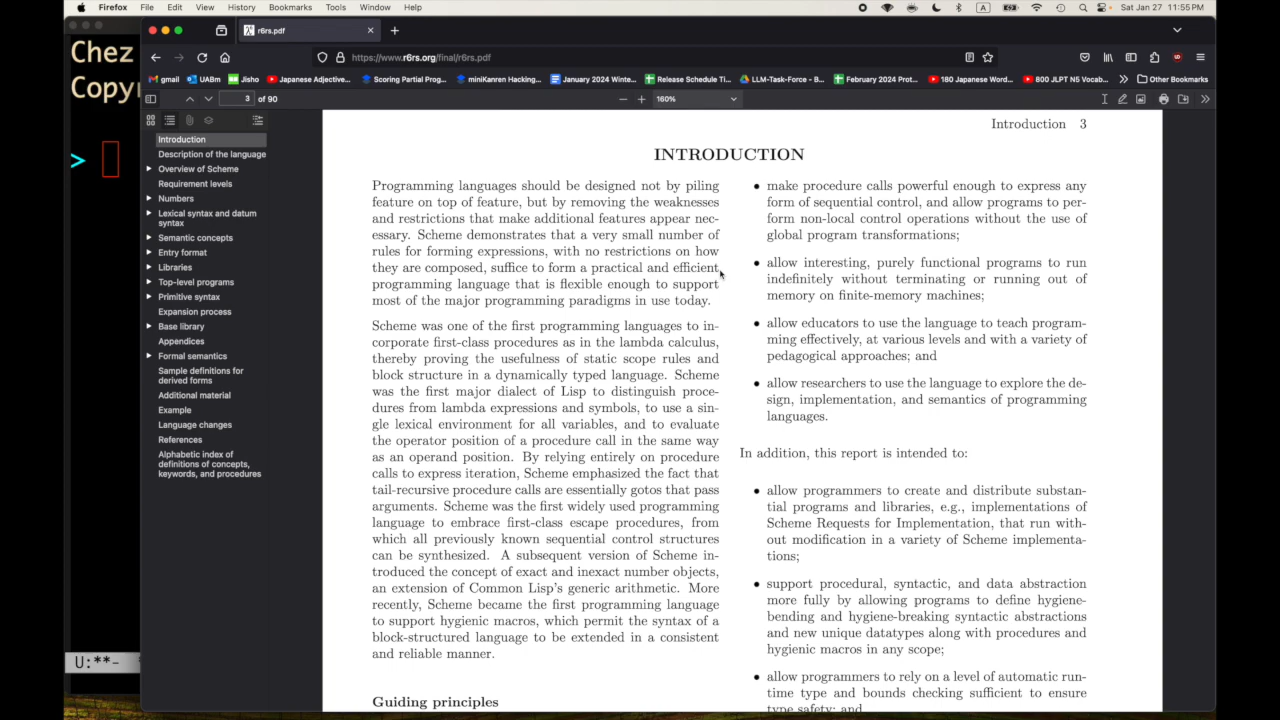 Firefox File Edit View History Bookmarks Tools Window Help
A
Sat Jan 27 11:55 PM
Chez
Copyr
>
U:**-
r6rs.pdf
https://www.r6rs.org/final/r6rs.pdf
gmail UABm Jisho Japanese Adjective... Scoring Partial Prog... miniKanren Hacking... January 2024 Winte... Release Schedule Ti... LLM-Task-Force – B... February 2024 Prot... 180 Japanese Word... 800 JLPT N5 Vocab... Other Bookmarks
3 of 90
160%
Introduction
Description of the language
Overview of Scheme
Requirement levels
Numbers
Lexical syntax and datum
syntax
Semantic concepts
Entry format
Libraries
Top-level programs
Primitive syntax
Expansion process
Base library
Appendices
Formal semantics
Sample definitions for
derived forms
Additional material
Example
Language changes
References
Alphabetic index of
definitions of concepts,
keywords, and procedures
Introduction 3
INTRODUCTION
Programming languages should be designed not by piling
feature on top of feature, but by removing the weaknesses
and restrictions that make additional features appear nec-
essary. Scheme demonstrates that a very small number of
rules for forming expressions, with no restrictions on how
they are composed, suffice to form a practical and efficient
programming language that is flexible enough to support
most of the major programming paradigms in use today.
Scheme was one of the first programming languages to in-
corporate first-class procedures as in the lambda calculus,
thereby proving the usefulness of static scope rules and
block structure in a dynamically typed language. Scheme
was the first major dialect of Lisp to distinguish proce-
dures from lambda expressions and symbols, to use a sin-
gle lexical environment for all variables, and to evaluate
the operator position of a procedure call in the same way
as an operand position. By relying entirely on procedure
calls to express iteration, Scheme emphasized the fact that
tail-recursive procedure calls are essentially gotos that pass
arguments. Scheme was the first widely used programming
language to embrace first-class escape procedures, from
which all previously known sequential control structures
can be synthesized. A subsequent version of Scheme in-
troduced the concept of exact and inexact number objects,
an extension of Common Lisp's generic arithmetic. More
recently, Scheme became the first programming language
to support hygienic macros, which permit the syntax of a
block-structured language to be extended in a consistent
and reliable manner.
Guiding principles
• make procedure calls powerful enough to express any
form of sequential control, and allow programs to per-
form non-local control operations without the use of
global program transformations;
• allow interesting, purely functional programs to run
indefinitely without terminating or running out of
memory on finite-memory machines;
• allow educators to use the language to teach program-
ming effectively, at various levels and with a variety of
pedagogical approaches; and
• allow researchers to use the language to explore the de-
sign, implementation, and semantics of programming
languages.
In addition, this report is intended to:
• allow programmers to create and distribute substan-
tial programs and libraries, e.g., implementations of
Scheme Requests for Implementation, that run with-
out modification in a variety of Scheme implementa-
tions;
• support procedural, syntactic, and data abstraction
more fully by allowing programs to define hygiene-
bending and hygiene-breaking syntactic abstractions
and new unique datatypes along with procedures and
hygienic macros in any scope;
• allow programmers to rely on a level of automatic run-
time type and bounds checking sufficient to ensure
type safety; and